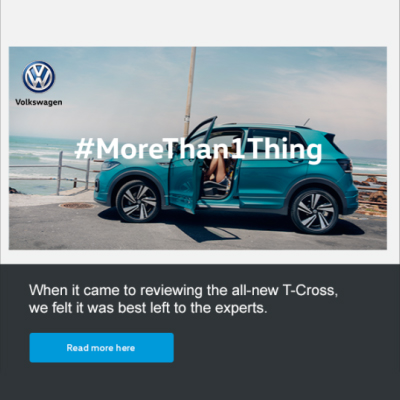 Volkswagen
#MoreThan1Thing
When it came to reviewing the all-new T-Cross,
we felt it was best left to the experts.
Read more here